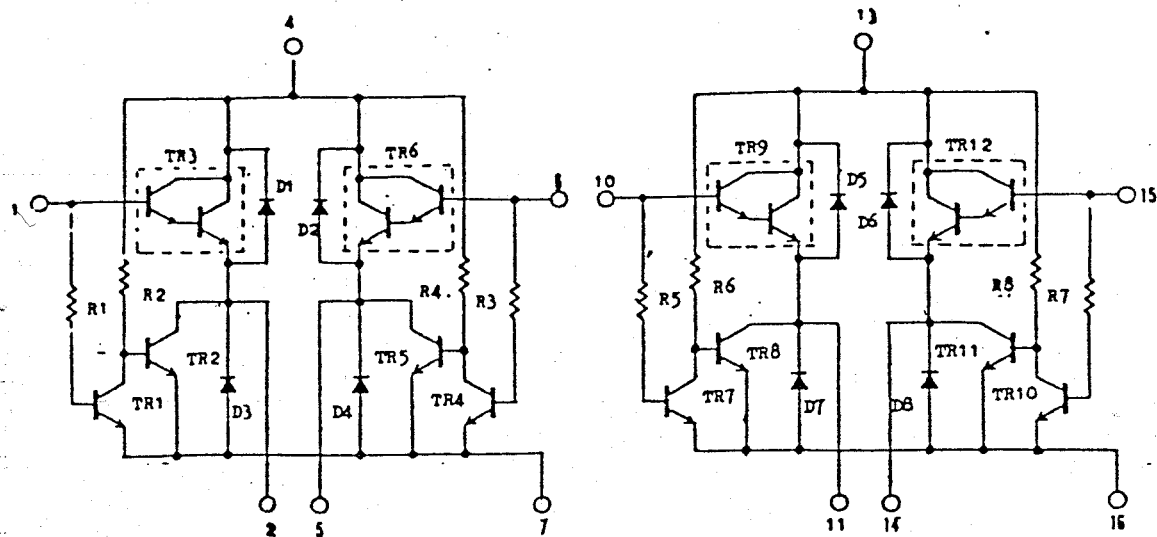 4 13
TR3 TR6 TR9 TR12
D1 D5
1 10 15
D2 D6
R2 R4 R6
R1 R3 R5 R8 R7
TR2 TR5 TR8 TR11
TR1 D3 D4 TR4 TR7 D7 D8 TR10
2 5 7 11 14 16